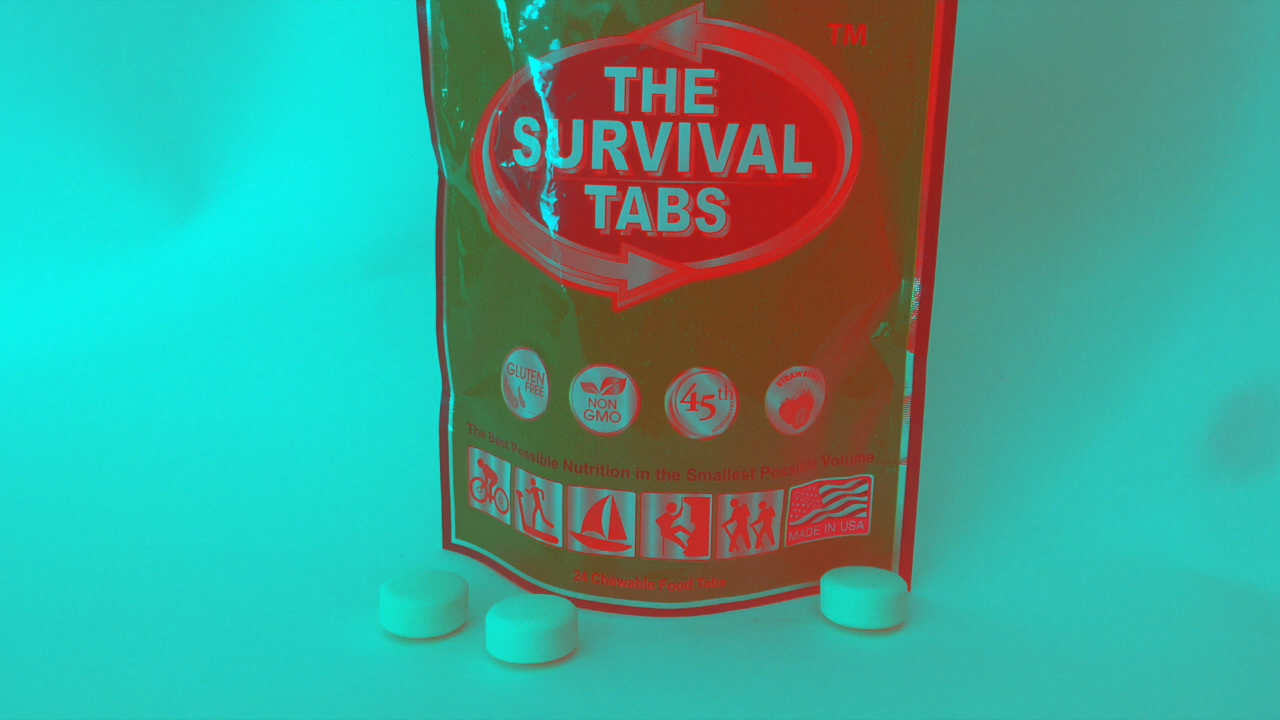 TM
THE
SURVIVAL
TABS
GLUTEN
FREE
NON
GMO
45th
STRAWBERRY
The Best Possible Nutrition in the Smallest Possible Volume
MADE IN USA
24 Chewable Food Tabs